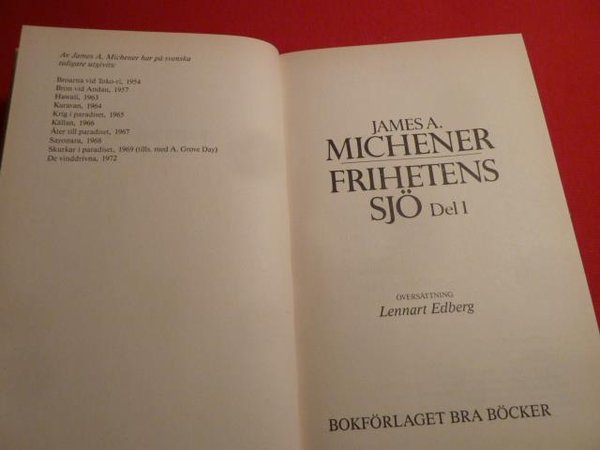 Av James A. Michener har på svenska
tidigare utgivits:
Broarna vid Toko-ri, 1954
Bron vid Andau, 1957
Hawaii, 1963
Karavan, 1964
Krig i paradiset, 1965
Källan, 1966
Åter till paradiset, 1967
Sayonara, 1968
Skurkar i paradiset, 1969 (tills. med A. Grove Day)
De vinddrivna, 1972
JAMES A.
MICHENER
FRIHETENS
SJÖ Del I
ÖVERSÄTTNING
Lennart Edberg
BOKFÖRLAGET BRA BÖCKER